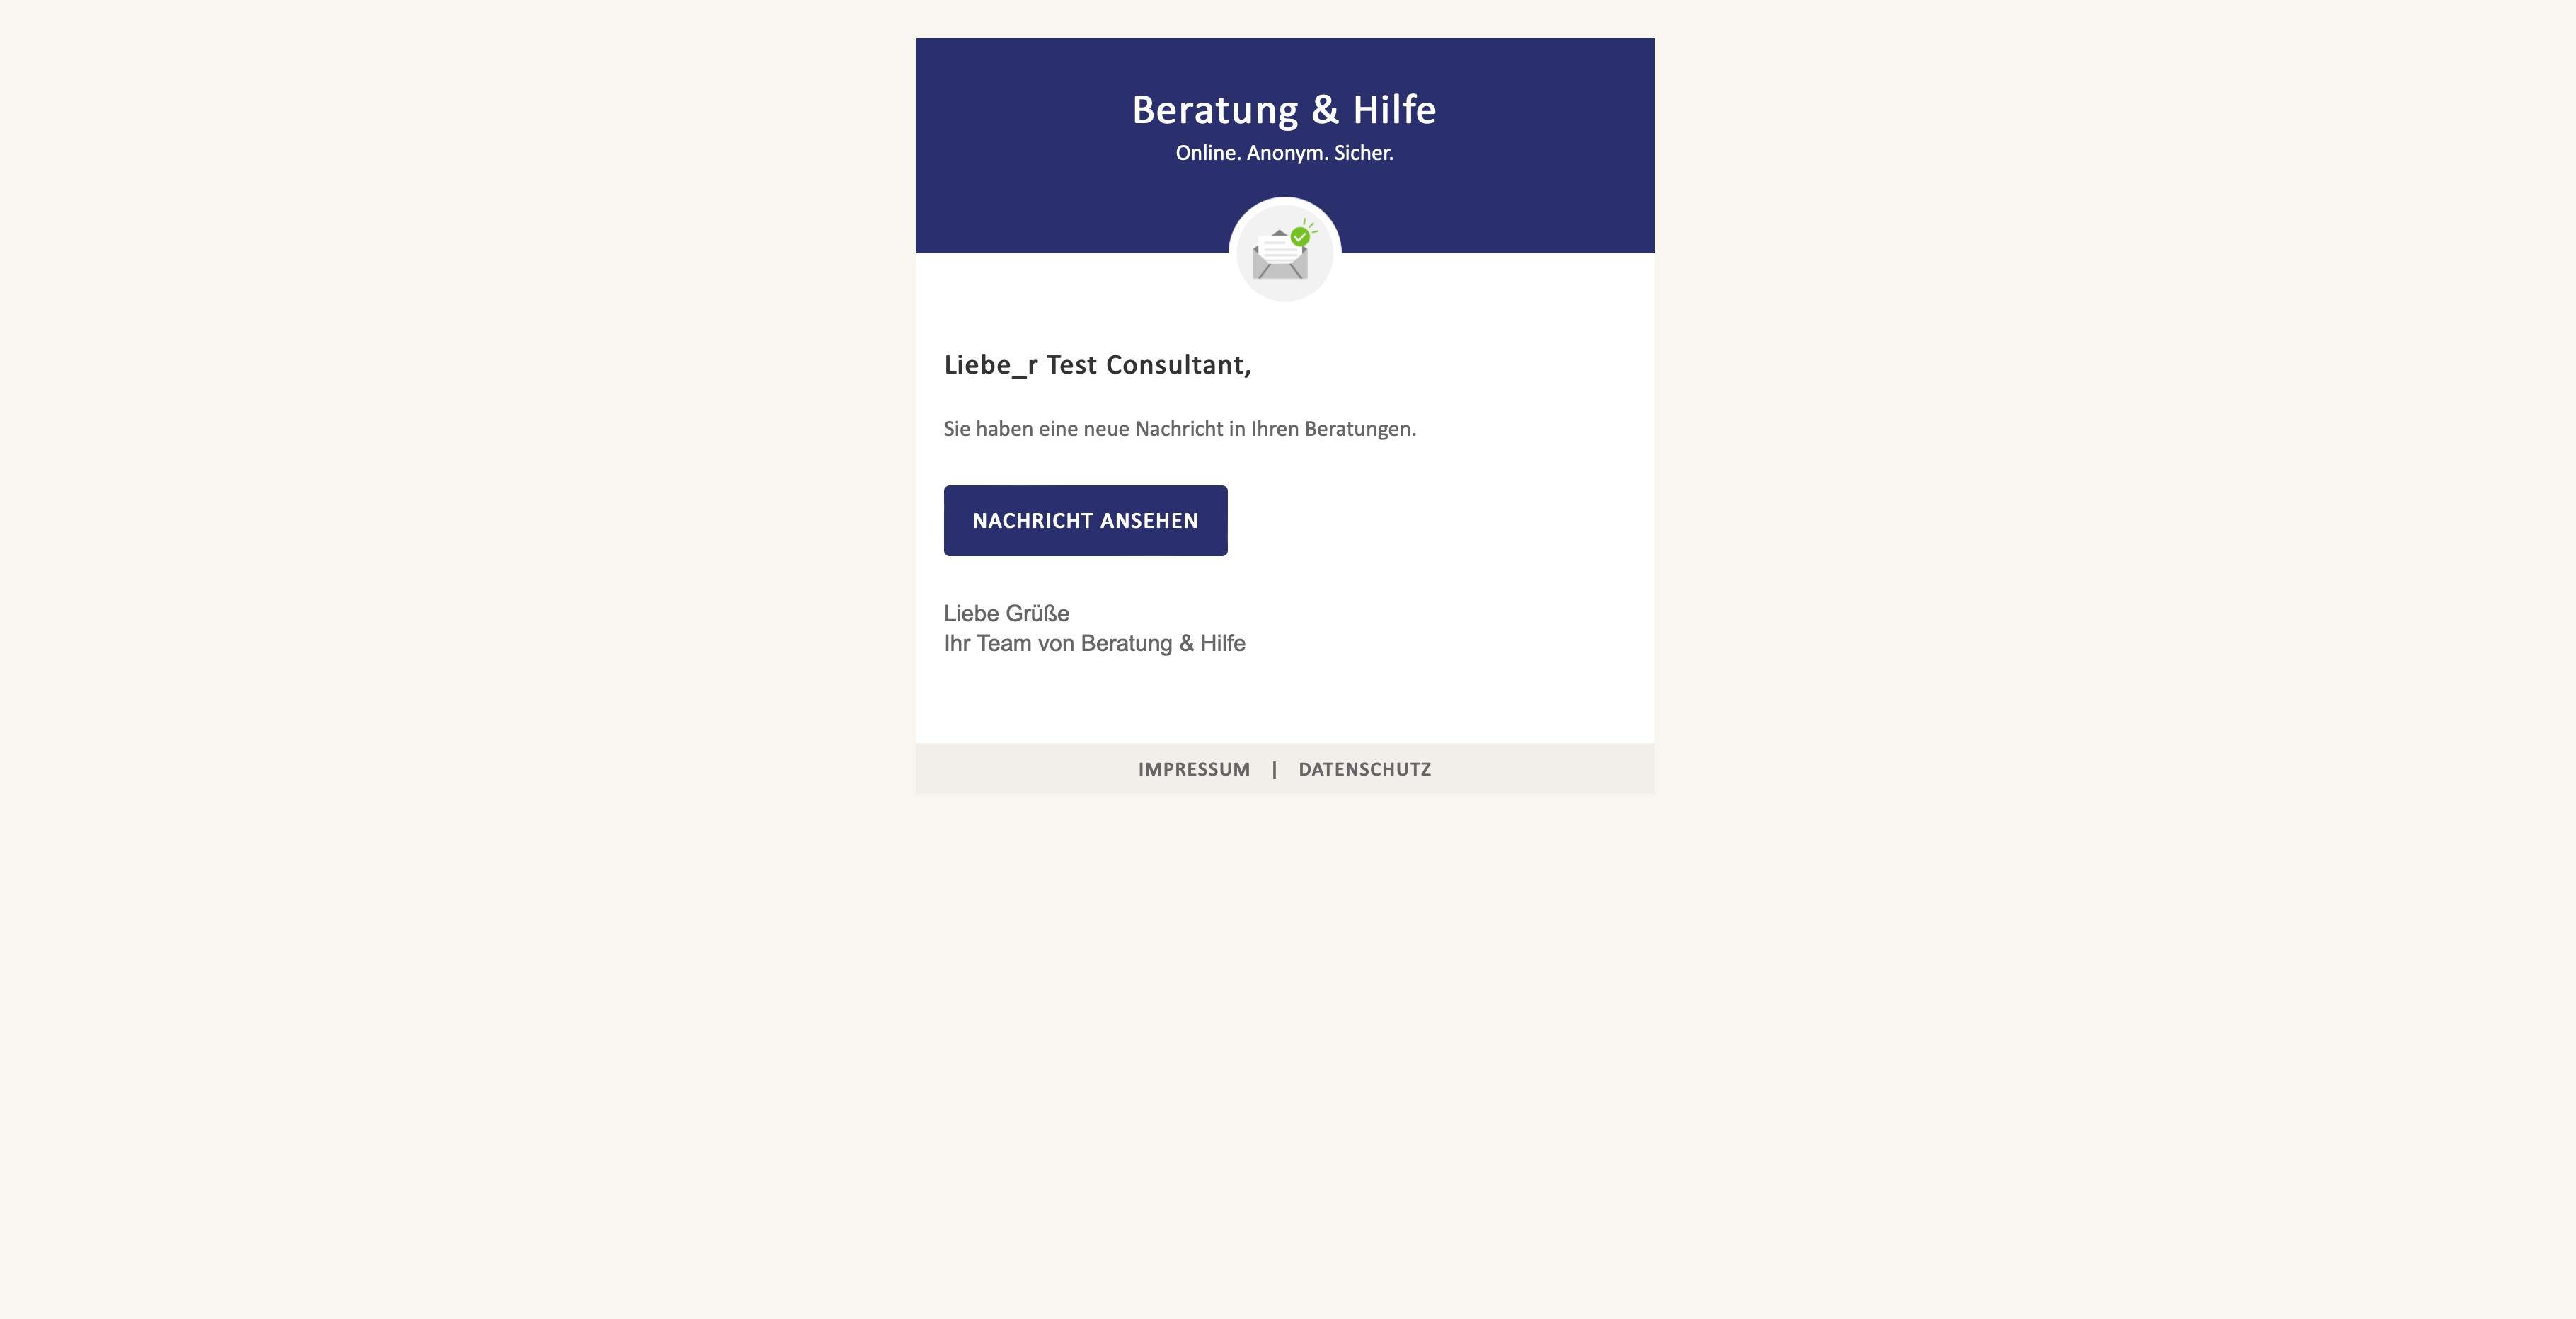 Beratung & Hilfe
Online. Anonym. Sicher.
Liebe_r Test Consultant,
Sie haben eine neue Nachricht in Ihren Beratungen.
NACHRICHT ANSEHEN
Liebe Grüße
Ihr Team von Beratung & Hilfe
IMPRESSUM | DATENSCHUTZ